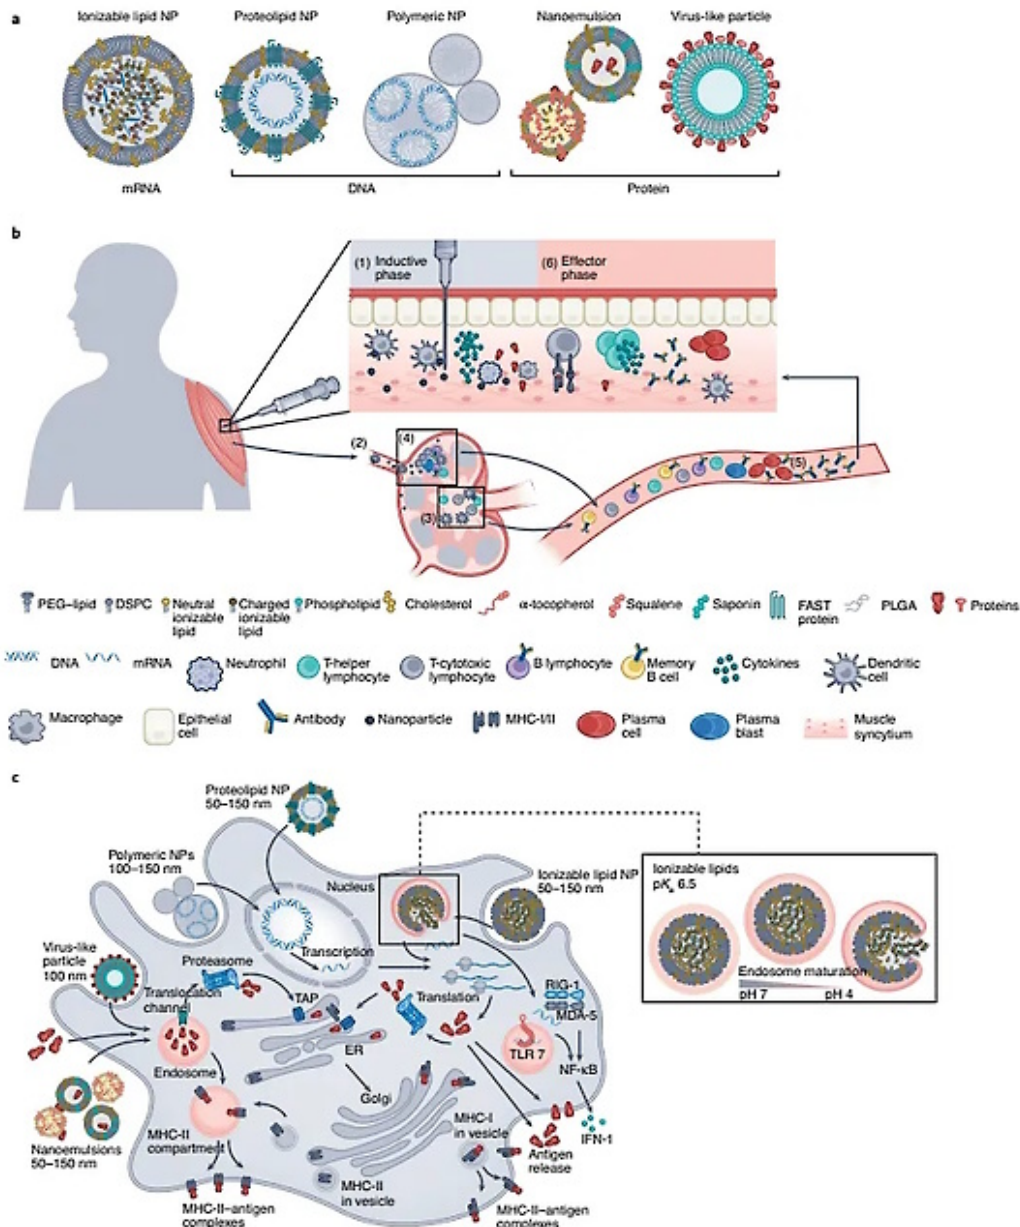 a
Ionizable lipid NP
Proteolipid NP
Polymeric NP
Nanoemulsion
Virus-like particle
mRNA
DNA
Protein
b
(1) Inductive
phase
(6) Effector
phase
(2)
(4)
(3)
(5)
PEG–lipid
DSPC
Neutral
ionizable
lipid
Charged
ionizable
lipid
Phospholipid
Cholesterol
α-tocopherol
Squalene
Saponin
FAST
protein
PLGA
Proteins
DNA
mRNA
Neutrophil
T-helper
lymphocyte
T-cytotoxic
lymphocyte
B lymphocyte
Memory
B cell
Cytokines
Dendritic
cell
Macrophage
Epithelial
cell
Antibody
Nanoparticle
MHC-I/II
Plasma
cell
Plasma
blast
Muscle
syncytium
c
Proteolipid NP
50–150 nm
Polymeric NPs
100–150 nm
Nucleus
Ionizable lipid NP
50–150 nm
Ionizable lipids
pKa 6.5
Endosome maturation
pH 7
pH 4
Virus-like
particle
100 nm
Proteasome
Transcription
Translocation
channel
TAP
Translation
RIG-1
MDA-5
ER
TLR 7
Endosome
NF-κB
Golgi
MHC-I
in vesicle
IFN-1
MHC-II
compartment
Antigen
release
Nanoemulsions
50–150 nm
MHC-II
in vesicle
MHC-II–antigen
complexes
MHC-II–antigen
complexes